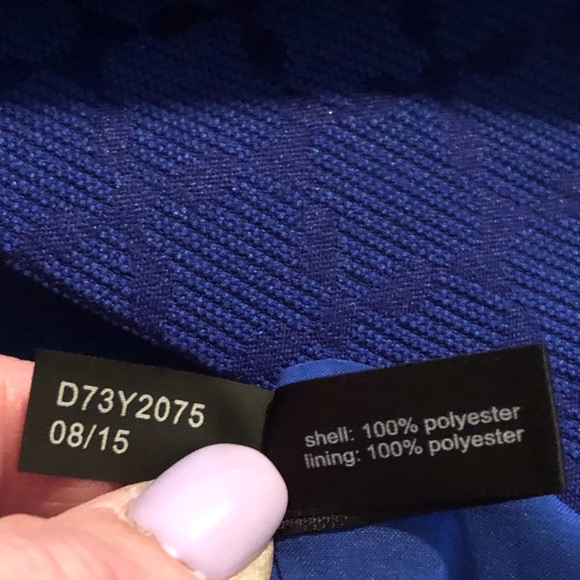 D73Y2075
08/15
shell: 100% polyester
lining: 100% polyester